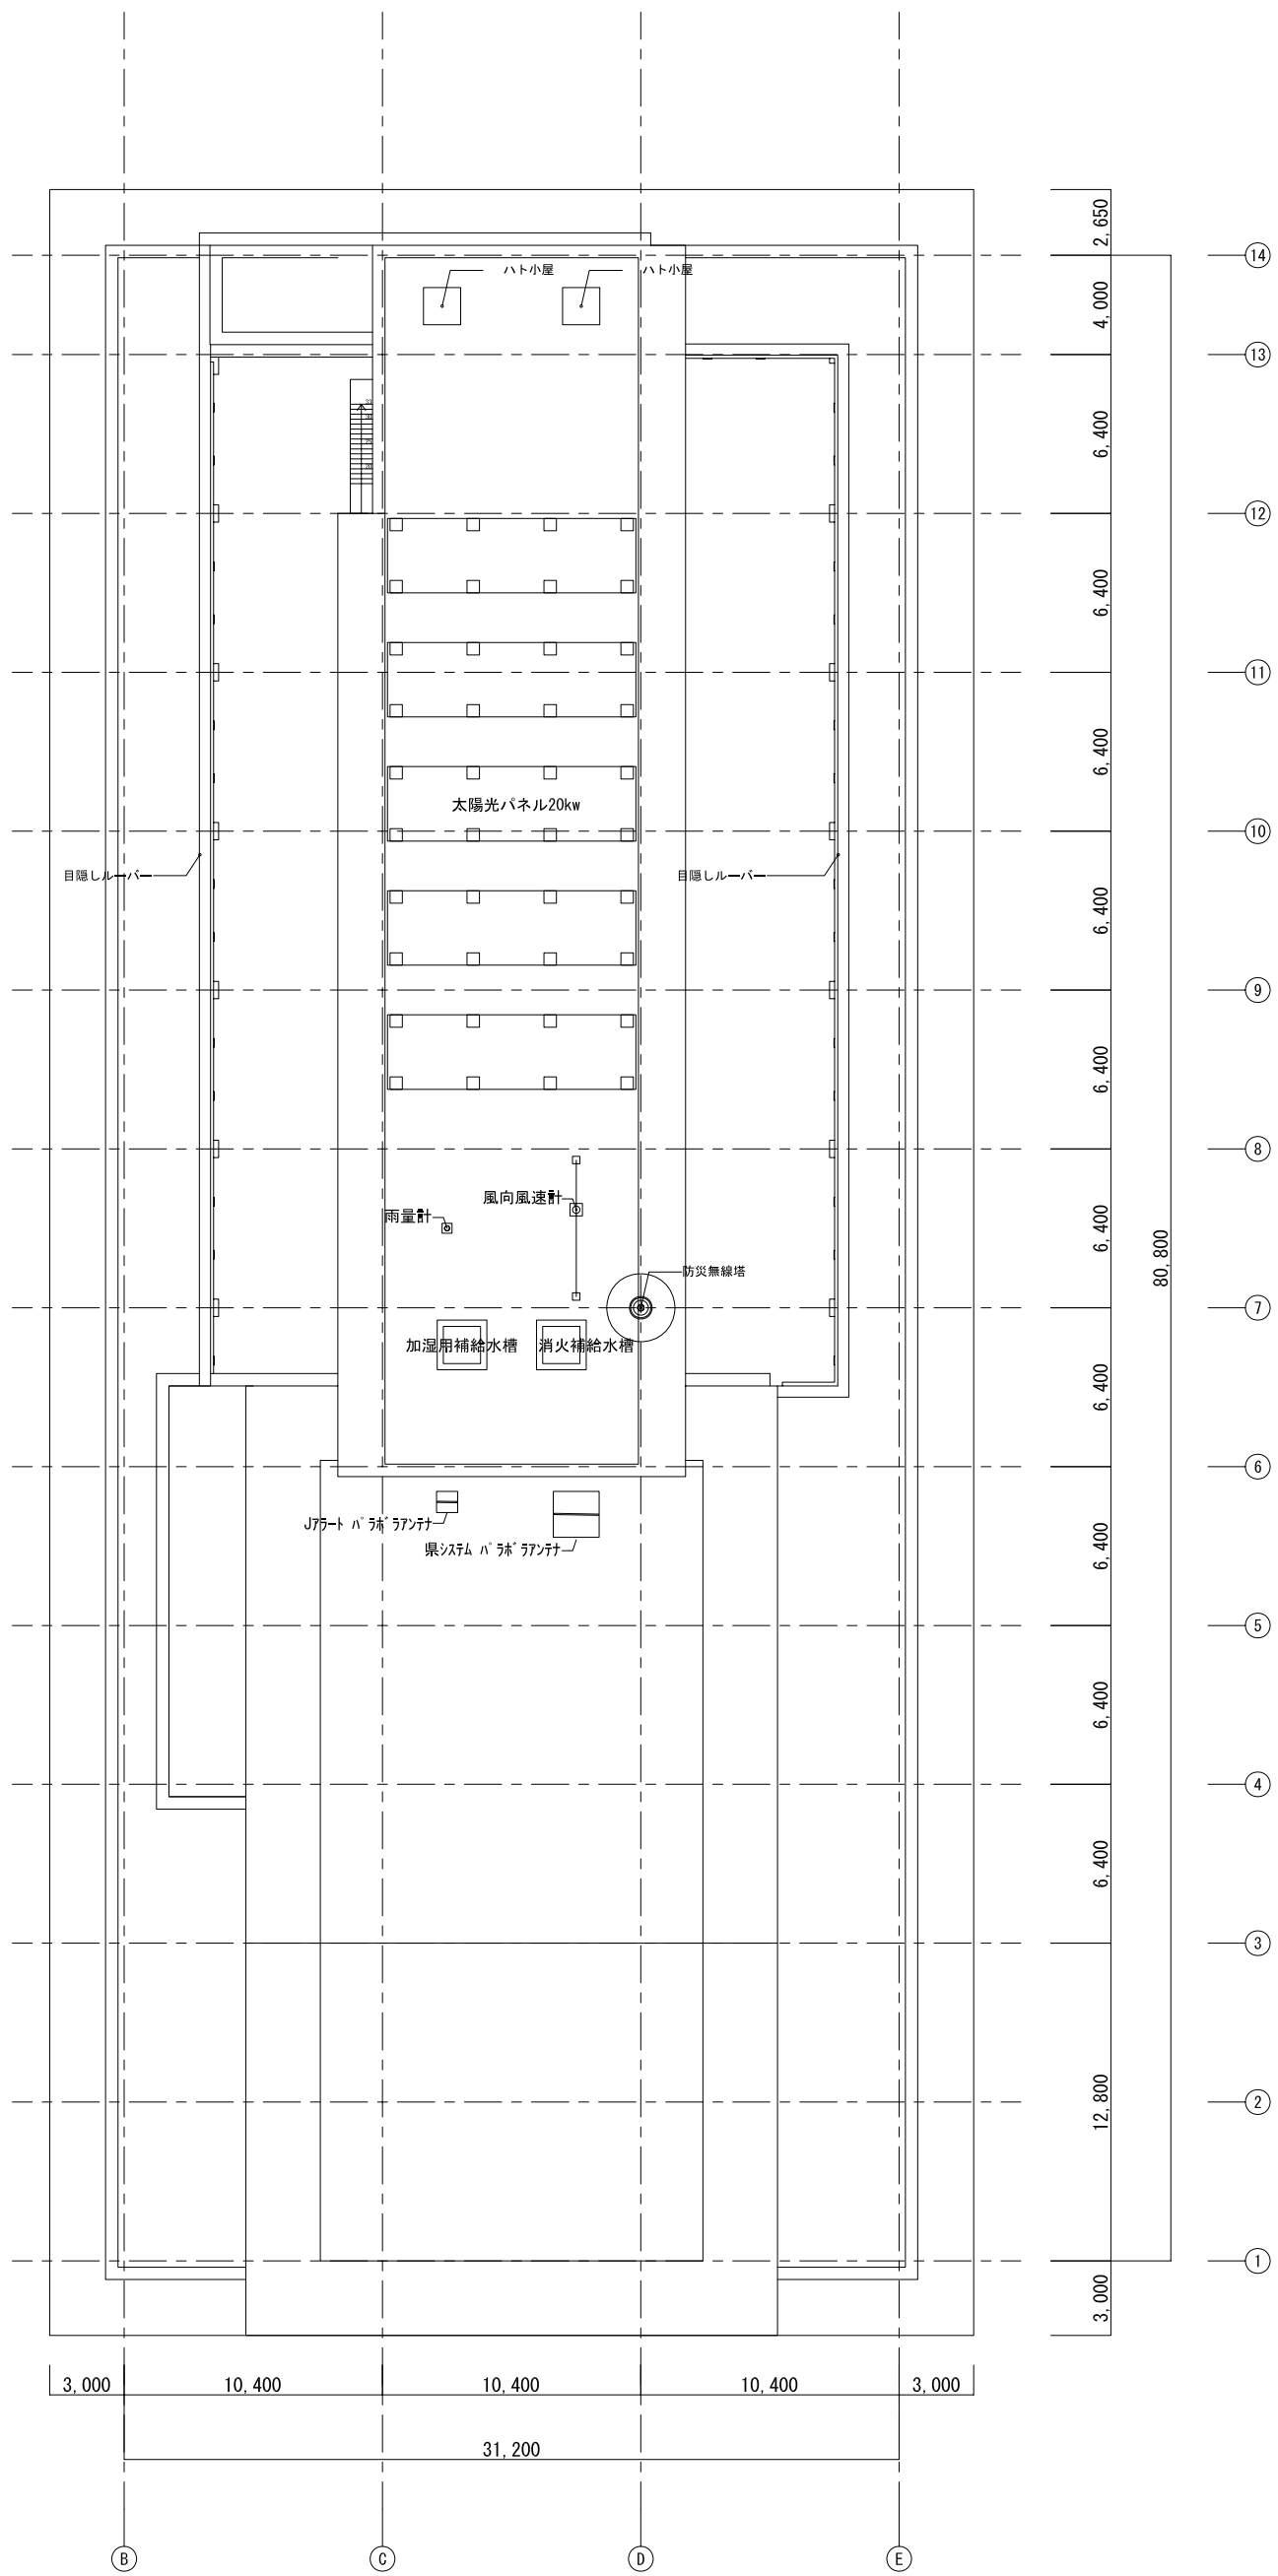 2,650
14
ハト小屋
ハト小屋
4,000
13
6,400
12
6,400
11
6,400
太陽光パネル20kw
10
目隠しルーバー
目隠しルーバー
6,400
9
6,400
8
風向風速計
雨量計
6,400
80,800
防災無線塔
7
加湿用補給水槽
消火補給水槽
6,400
6
Jアラート パラボラアンテナ
県システム パラボラアンテナ
6,400
5
6,400
4
6,400
3
12,800
2
1
3,000
3,000
10,400
10,400
10,400
3,000
31,200
B
C
D
E